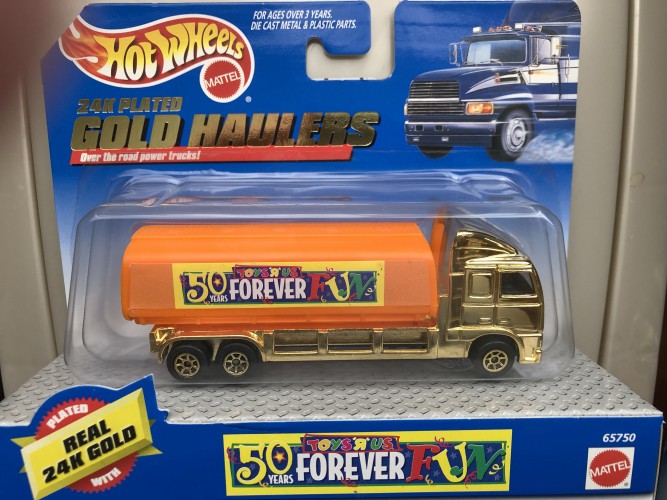 FOR AGES OVER 3 YEARS.
DIE CAST METAL & PLASTIC PARTS.
HOT WHEELS
MATTEL
24K PLATED
GOLD HAULERS
Over the road power trucks!
50 YEARS TOYS "R" US FOREVER FUN
PLATED
REAL
24K GOLD
WITH
50 YEARS TOYS "R" US FOREVER FUN
65750
MATTEL